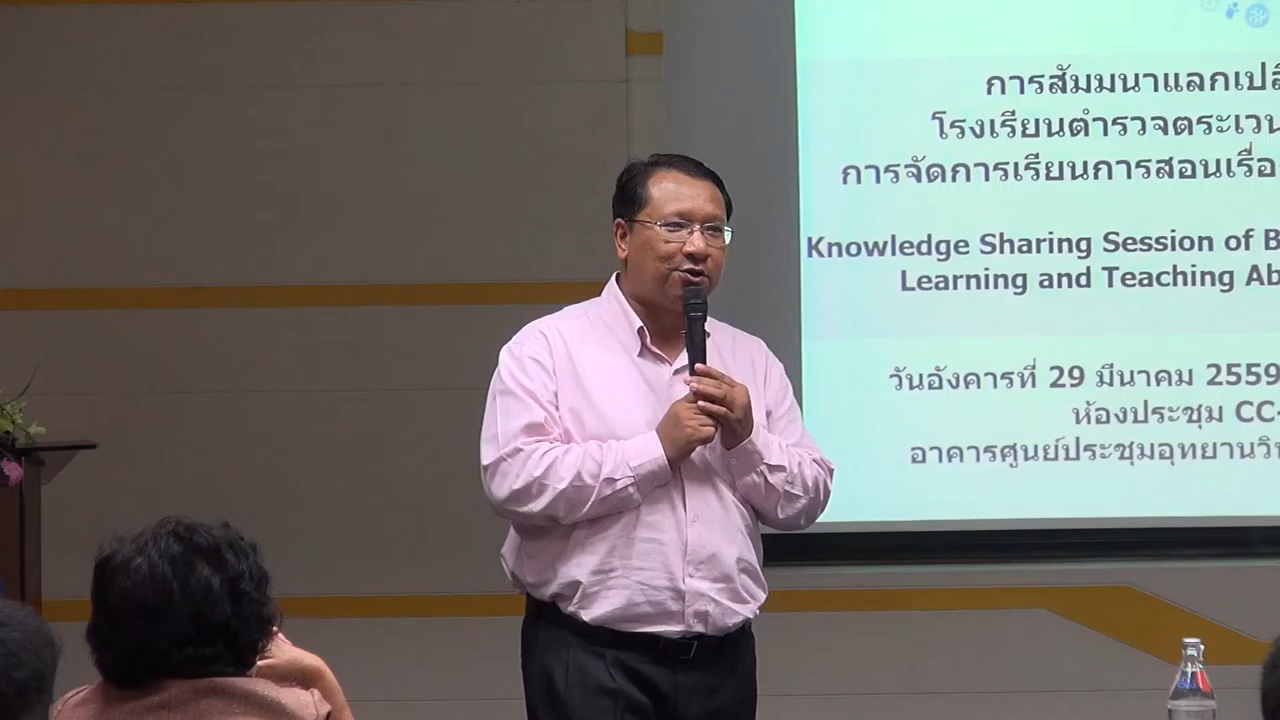 การสัมมนาแลกเปลี
โรงเรียนตำรวจตระเวน
การจัดการเรียนการสอนเรื่อ
Knowledge Sharing Session of B
Learning and Teaching Ab
วันอังคารที่ 29 มีนาคม 2559
ห้องประชุม CC-
อาคารศูนย์ประชุมอุทยานวิท